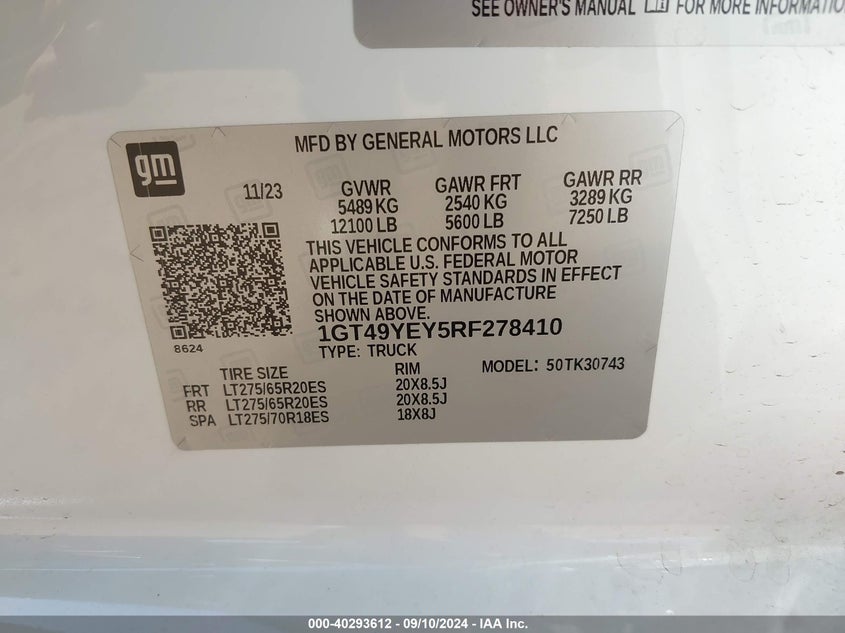 SEE OWNER'S MANUAL FOR MORE INFORMATION
MFD BY GENERAL MOTORS LLC
gm
11/23
GVWR GAWR FRT GAWR RR
5489 KG 2540 KG 3289 KG
12100 LB 5600 LB 7250 LB
THIS VEHICLE CONFORMS TO ALL
APPLICABLE U.S. FEDERAL MOTOR
VEHICLE SAFETY STANDARDS IN EFFECT
ON THE DATE OF MANUFACTURE
SHOWN ABOVE.
1GT49YEY5RF278410
8624
TYPE: TRUCK
TIRE SIZE RIM MODEL: 50TK30743
FRT LT275/65R20ES 20X8.5J
RR LT275/65R20ES 20X8.5J
SPA LT275/70R18ES 18X8J
000-40293612 - 09/10/2024 - IAA Inc.